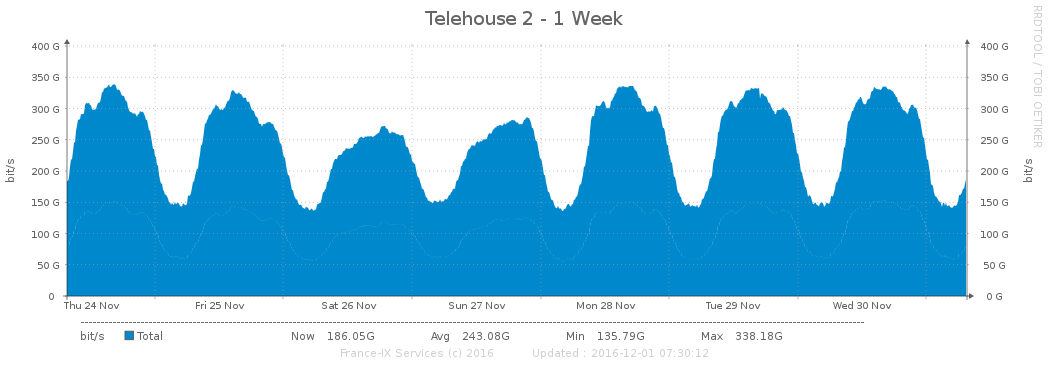 Telehouse 2 - 1 Week
RRDTOOL / TOBI OETIKER
400 G 400 G
350 G 350 G
300 G 300 G
250 G 250 G
200 G 200 G
150 G 150 G
100 G 100 G
50 G 50 G
0 0 G
bit/s bit/s
Thu 24 Nov Fri 25 Nov Sat 26 Nov Sun 27 Nov Mon 28 Nov Tue 29 Nov Wed 30 Nov
bit/s Total Now 186.05G Avg 243.08G Min 135.79G Max 338.18G
France-IX Services (c) 2016 Updated : 2016-12-01 07:30:12